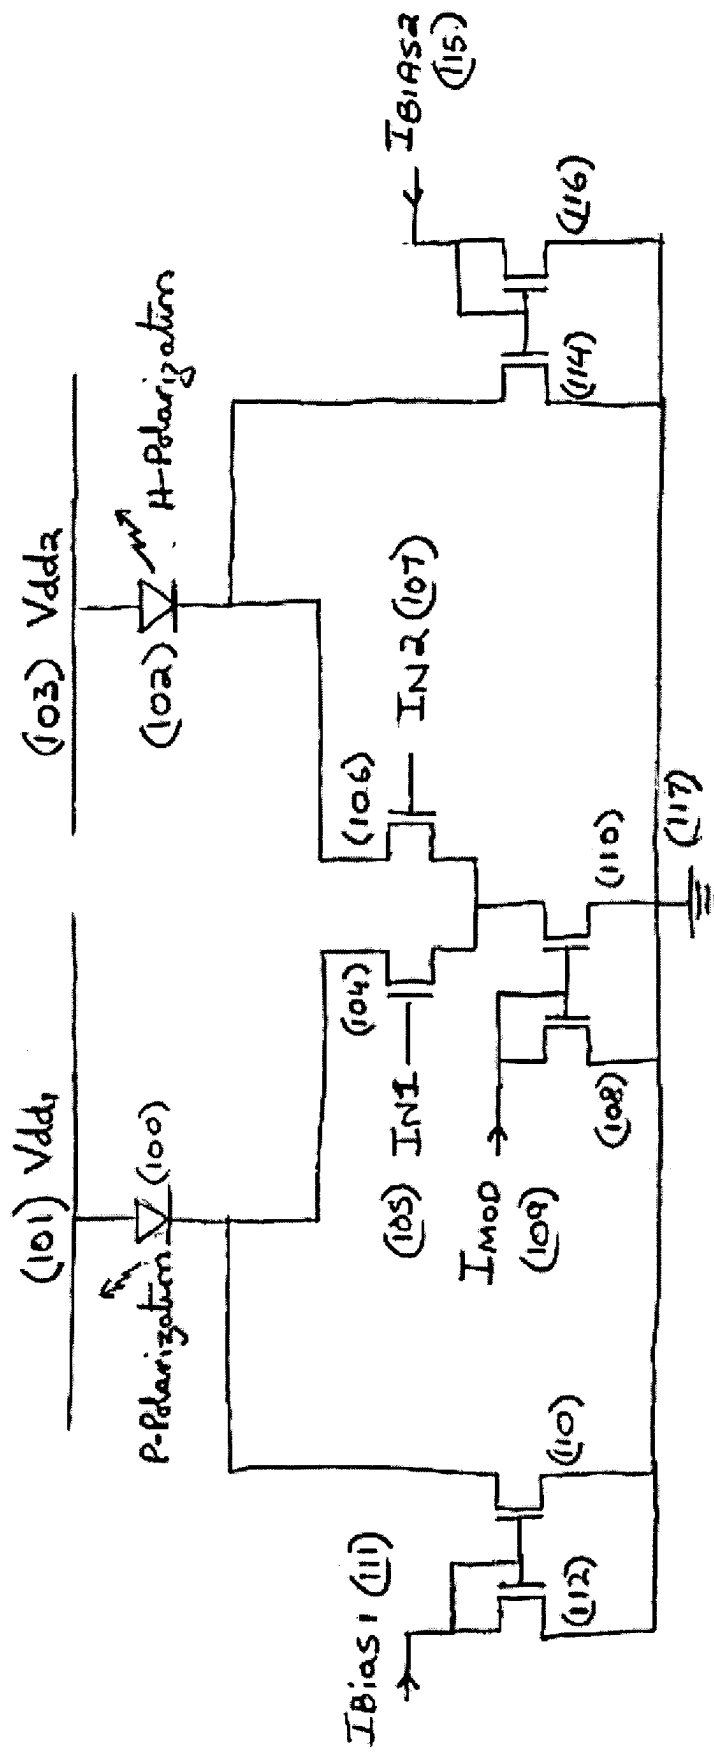 (101) Vdd1
(103) Vdd2
P-Polarization
(100)
(102)
H-Polarization
IBias1 (111)
(105) IN1
(104)
(106)
IN2 (107)
IBIAS2
(115)
IMOD
(109)
(112)
(110)
(108)
(110)
(114)
(116)
(117)